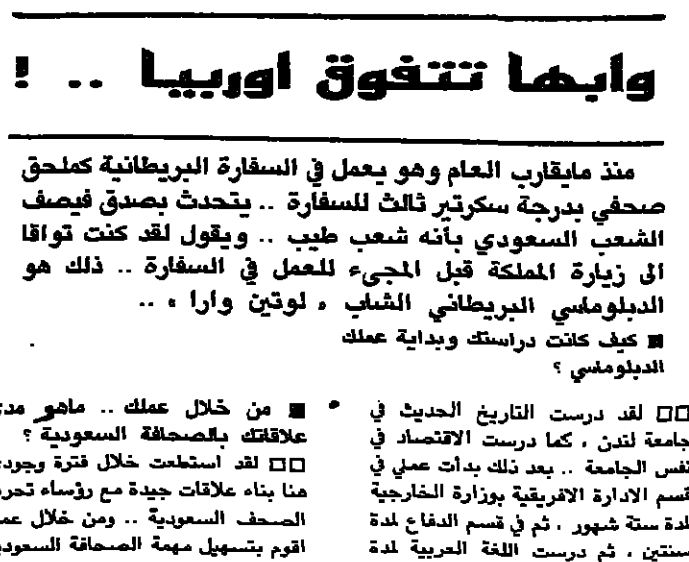 وابها تتفوق اوربيا .. !
منذ مايقارب العام وهو يعمل في السفارة البريطانية كملحق
صحفي بدرجة سكرتير ثالث للسفارة .. يتحدث بصدق فيصف
الشعب السعودي بأنه شعب طيب .. ويقول لقد كنت تواقا
الى زيارة المملكة قبل المجيء للعمل في السفارة .. ذلك هو
الدبلوماسي البريطاني الشاب « لوتين وارا » ..
■ كيف كانت دراستك وبداية عملك
الدبلومسي ؟
□□ لقد درست التاريخ الحديث في
جامعة لندن ، كما درست الاقتصاد في
نفس الجامعة .. بعد ذلك بدأت عملي في
قسم الادارة الافريقية بوزارة الخارجية
لمدة ستة شهور ، ثم في قسم الدفاع لمدة
سنتين ، ثم درست اللغة العربية لمدة
■ من خلال عملك .. ماهو مدى
علاقاتك بالصحافة السعودية ؟
□□ لقد استطعت خلال فترة وجودي
هنا بناء علاقات جيدة مع رؤساء
الصحف السعودية .. ومن خلال
اقوم بتسهيل مهمة الصحافة